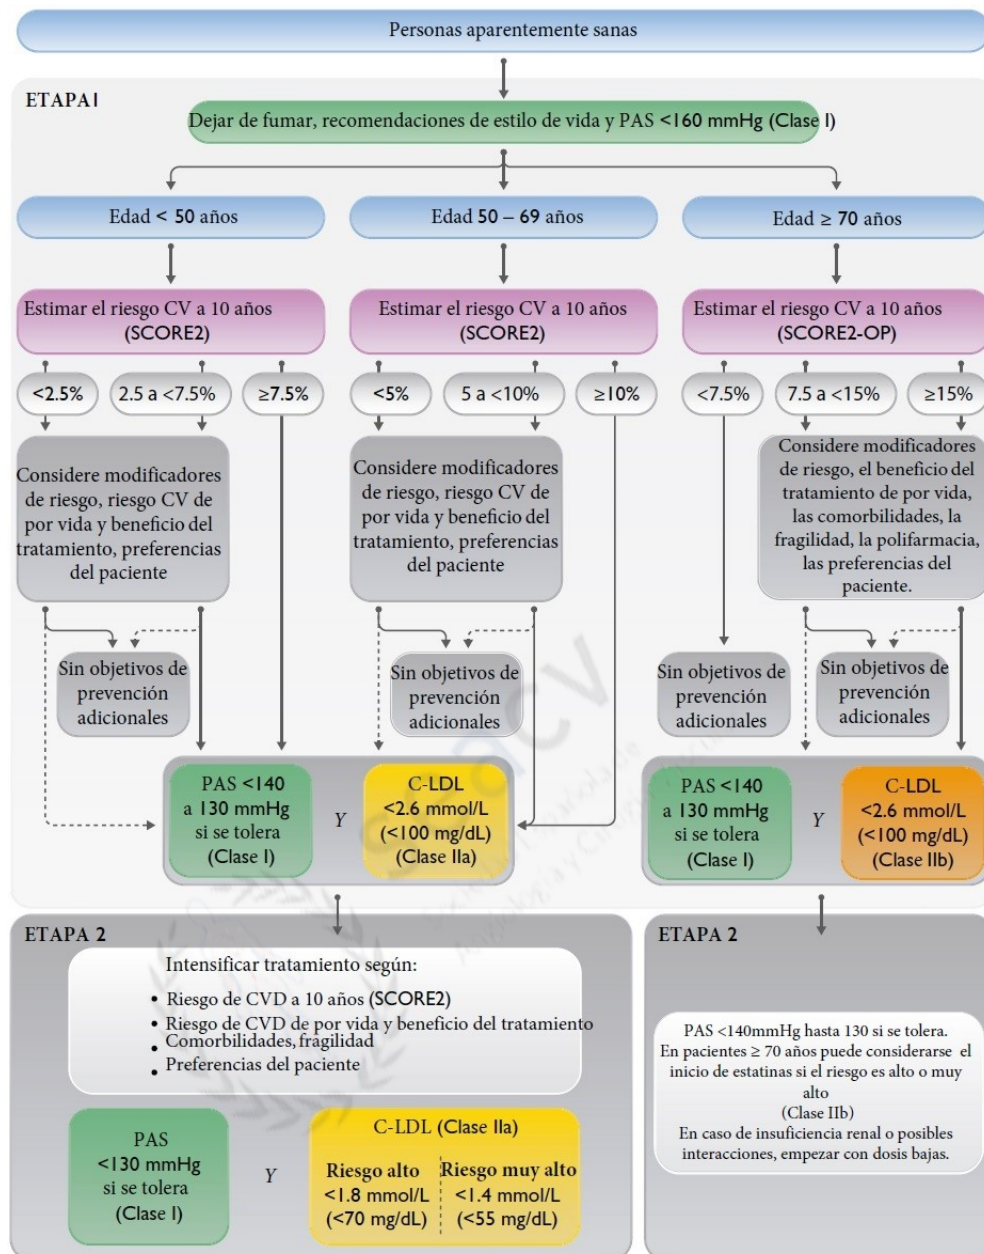 Personas aparentemente sanas
ETAPA1
Dejar de fumar, recomendaciones de estilo de vida y PAS <160 mmHg (Clase I)
Edad < 50 años
Edad 50 – 69 años
Edad ≥ 70 años
Estimar el riesgo CV a 10 años
(SCORE2)
Estimar el riesgo CV a 10 años
(SCORE2)
Estimar el riesgo CV a 10 años
(SCORE2-OP)
<2.5%
2.5 a <7.5%
≥7.5%
<5%
5 a <10%
≥10%
<7.5%
7.5 a <15%
≥15%
Considere modificadores
de riesgo, riesgo CV de
por vida y beneficio del
tratamiento, preferencias
del paciente
Considere modificadores
de riesgo, riesgo CV de
por vida y beneficio del
tratamiento, preferencias
del paciente
Considere modificadores
de riesgo, el beneficio del
tratamiento de por vida,
las comorbilidades, la
fragilidad, la polifarmacia,
las preferencias del
paciente.
Sin objetivos de
prevención
adicionales
Sin objetivos de
prevención
adicionales
Sin objetivos de
prevención
adicionales
Sin objetivos de
prevención
adicionales
PAS <140
a 130 mmHg
si se tolera
(Clase I)
Y
C-LDL
<2.6 mmol/L
(<100 mg/dL)
(Clase IIa)
PAS <140
a 130 mmHg
si se tolera
(Clase I)
Y
C-LDL
<2.6 mmol/L
(<100 mg/dL)
(Clase IIb)
seacv
ETAPA 2
Intensificar tratamiento según:
• Riesgo de CVD a 10 años (SCORE2)
• Riesgo de CVD de por vida y beneficio del tratamiento
• Comorbilidades, fragilidad
• Preferencias del paciente
PAS
<130 mmHg
si se tolera
(Clase I)
Y
C-LDL (Clase IIa)
Riesgo alto
<1.8 mmol/L
(<70 mg/dL)
Riesgo muy alto
<1.4 mmol/L
(<55 mg/dL)
ETAPA 2
PAS <140mmHg hasta 130 si se tolera.
En pacientes ≥ 70 años puede considerarse el
inicio de estatinas si el riesgo es alto o muy
alto
(Clase IIb)
En caso de insuficiencia renal o posibles
interacciones, empezar con dosis bajas.